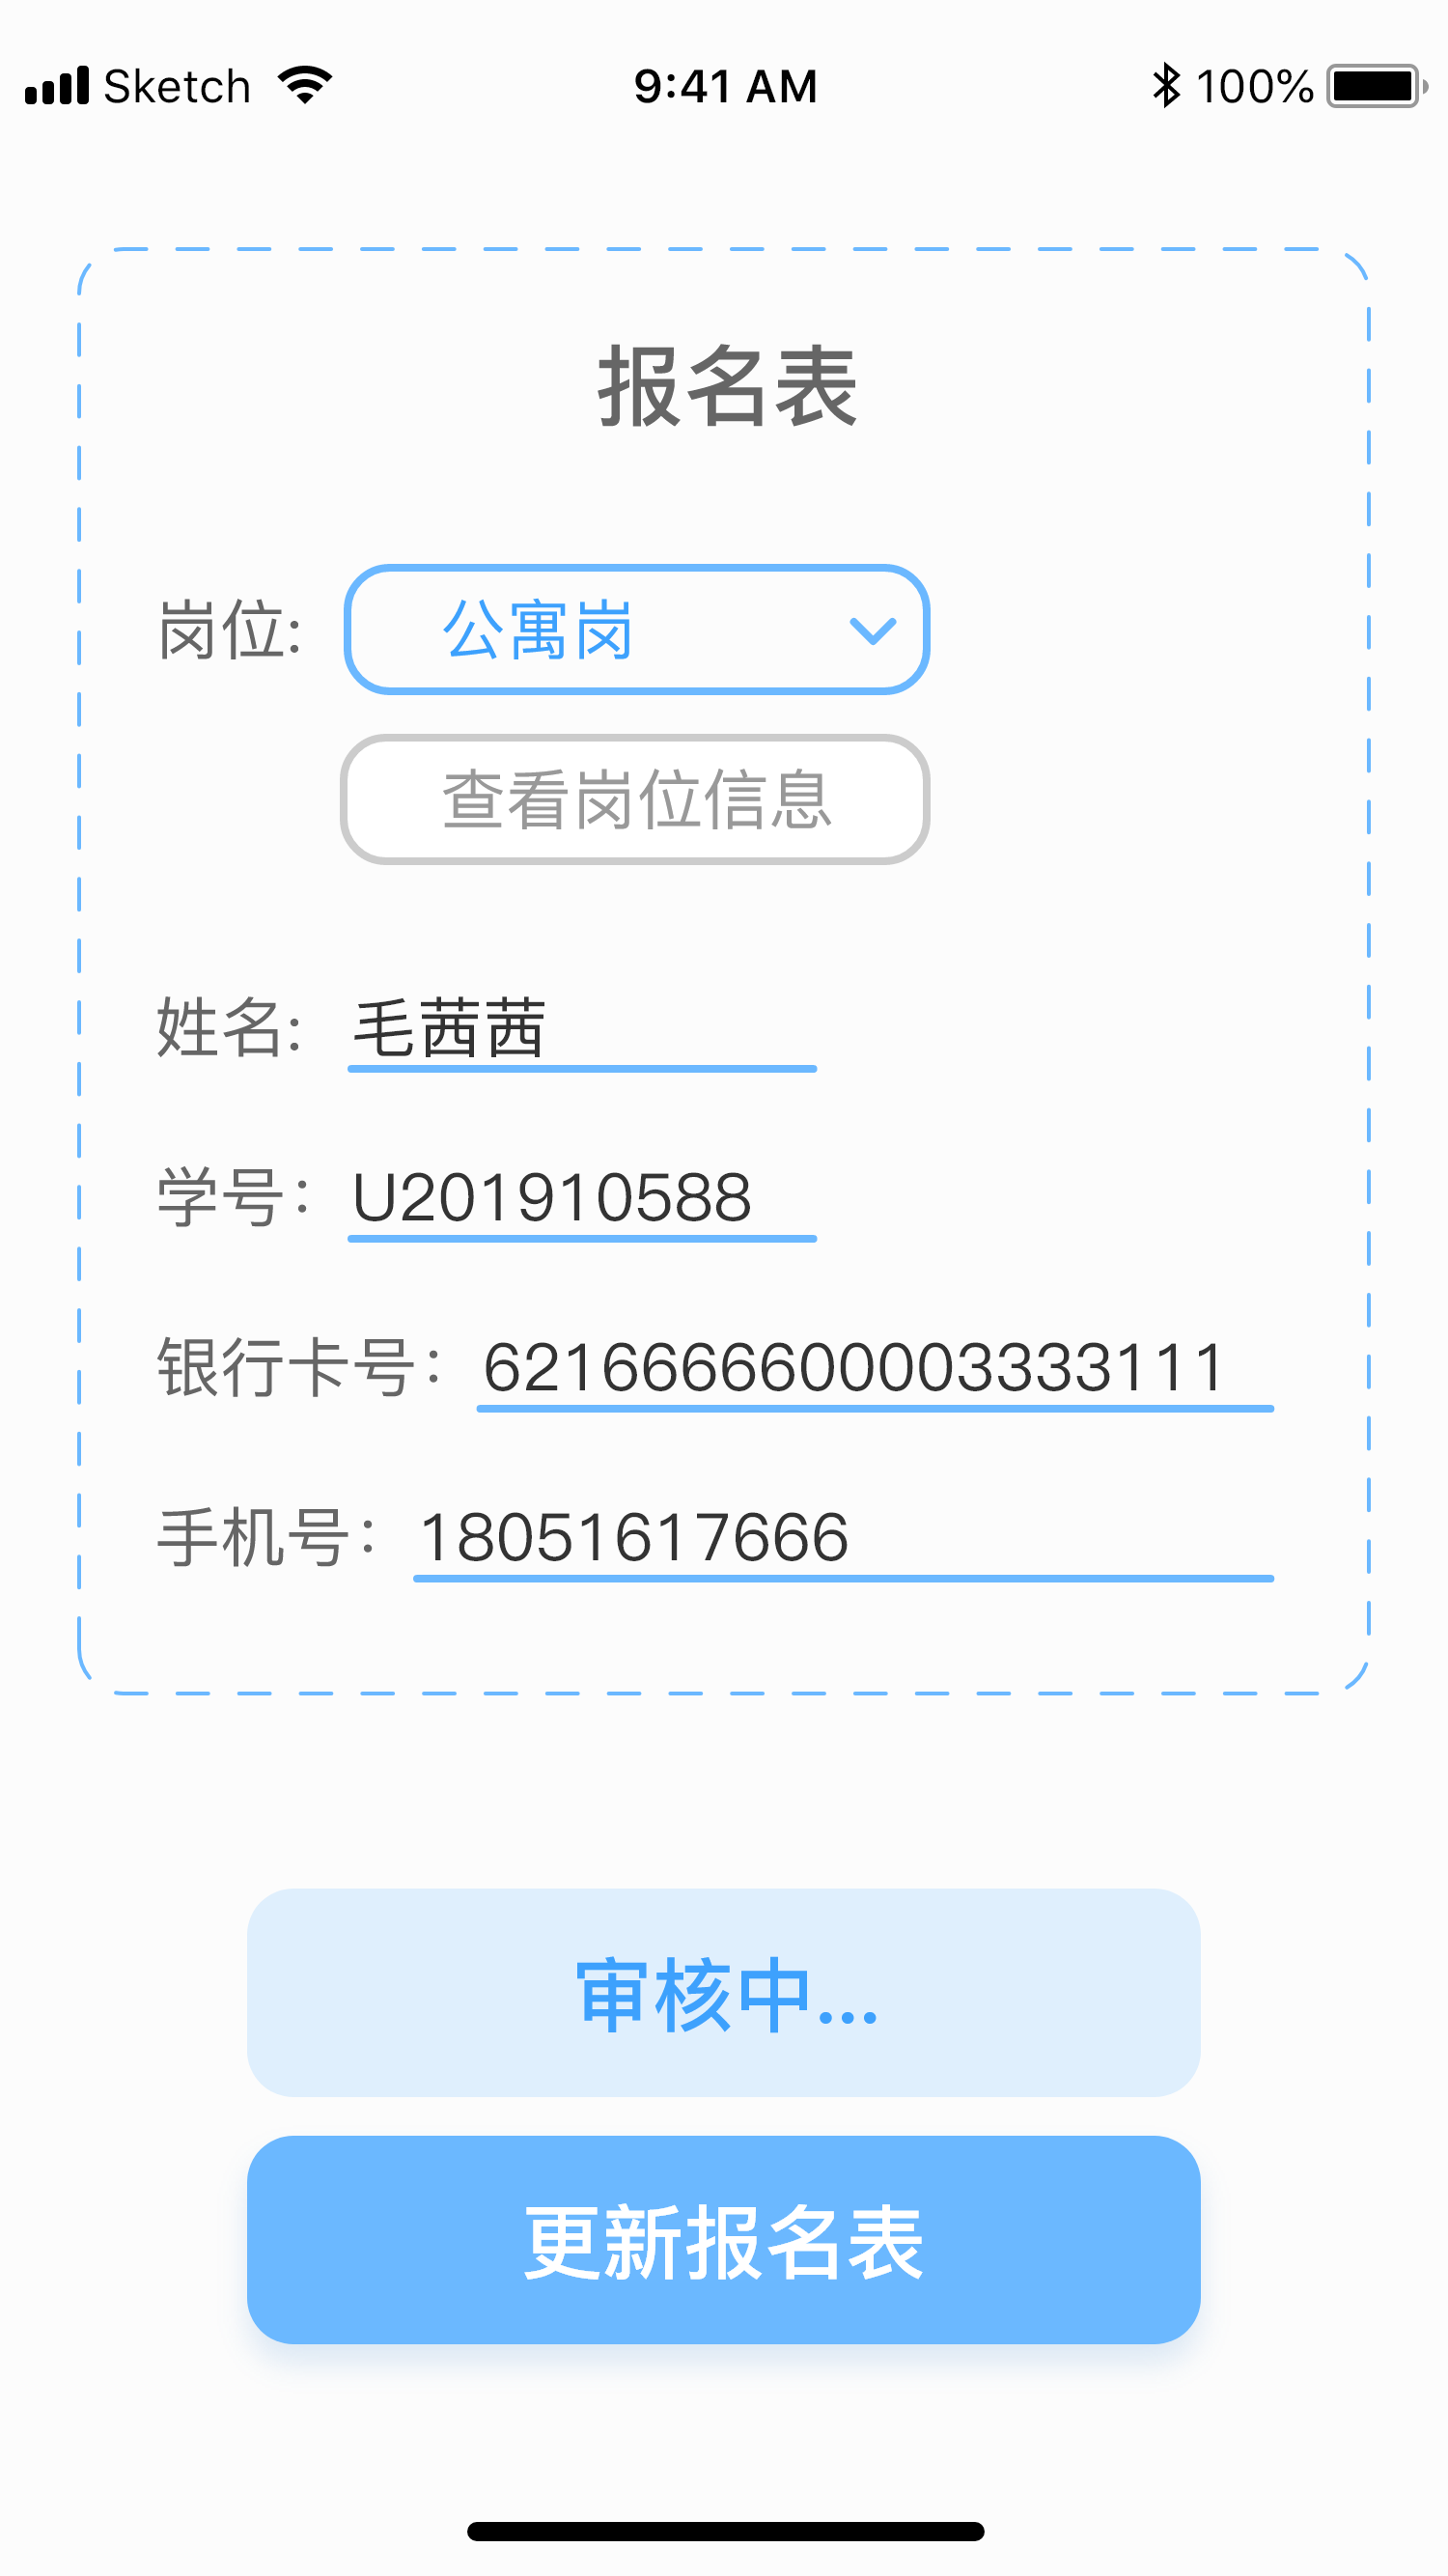 Sketch 9:41 AM 100%
报名表
岗位: 公寓岗
查看岗位信息
姓名: 毛茜茜
学号: U201910588
银行卡号: 6216666600003333111
手机号: 18051617666
审核中...
更新报名表